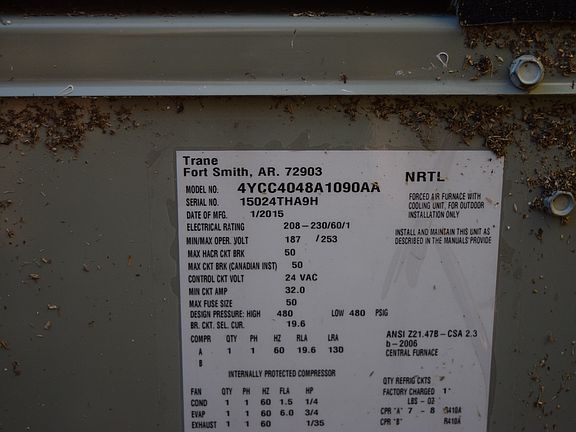 Trane
Fort Smith, AR. 72903
MODEL NO. 4YCC4048A1090AA
SERIAL NO. 15024THA9H
DATE OF MFG. 1/2015
ELECTRICAL RATING 208-230/60/1
MIN/MAX OPER. VOLT 187 /253
MAX HACR CKT BRK 50
MAX CKT BRK (CANADIAN INST) 50
CONTROL CKT VOLT 24 VAC
MIN CKT AMP 32.0
MAX FUSE SIZE 50
DESIGN PRESSURE: HIGH 480 LOW 480 PSIG
BR. CKT. SEL. CUR. 19.6
COMPR QTY PH HZ RLA LRA
A 1 1 60 19.6 130
B
INTERNALLY PROTECTED COMPRESSOR
FAN QTY PH HZ FLA HP
COND 1 1 60 1.5 1/4
EVAP 1 1 60 6.0 3/4
EXHAUST 1 1 60 1/35
NRTL
FORCED AIR FURNACE WITH
COOLING UNIT, FOR OUTDOOR
INSTALLATION ONLY
INSTALL AND MAINTAIN THIS UNIT AS
DESCRIBED IN THE MANUALS PROVIDE
ANSI Z21.47B-CSA 2.3
b-2006
CENTRAL FURNACE
QTY REFRIG CKTS
FACTORY CHARGED 1
LBS - OZ
CPR "A" 7 - 8 R410A
CPR "B" R410A